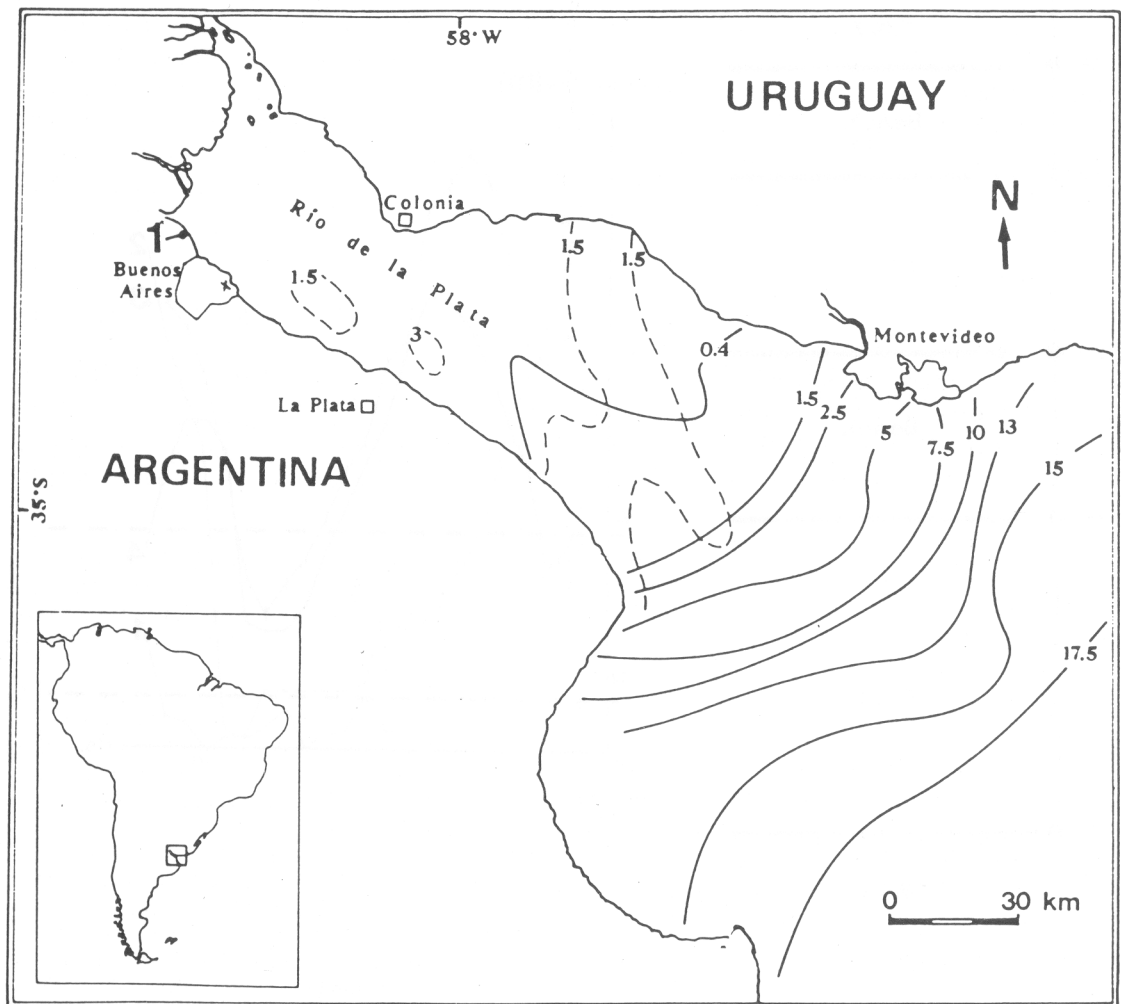 58° W
URUGUAY
N
Colonia
Río de la Plata
1
Buenos
Aires
1.5
3
1.5
1.5
0.4
Montevideo
La Plata
1.5
2.5
5
7.5
10
13
15
ARGENTINA
35°S
17.5
0 30 km